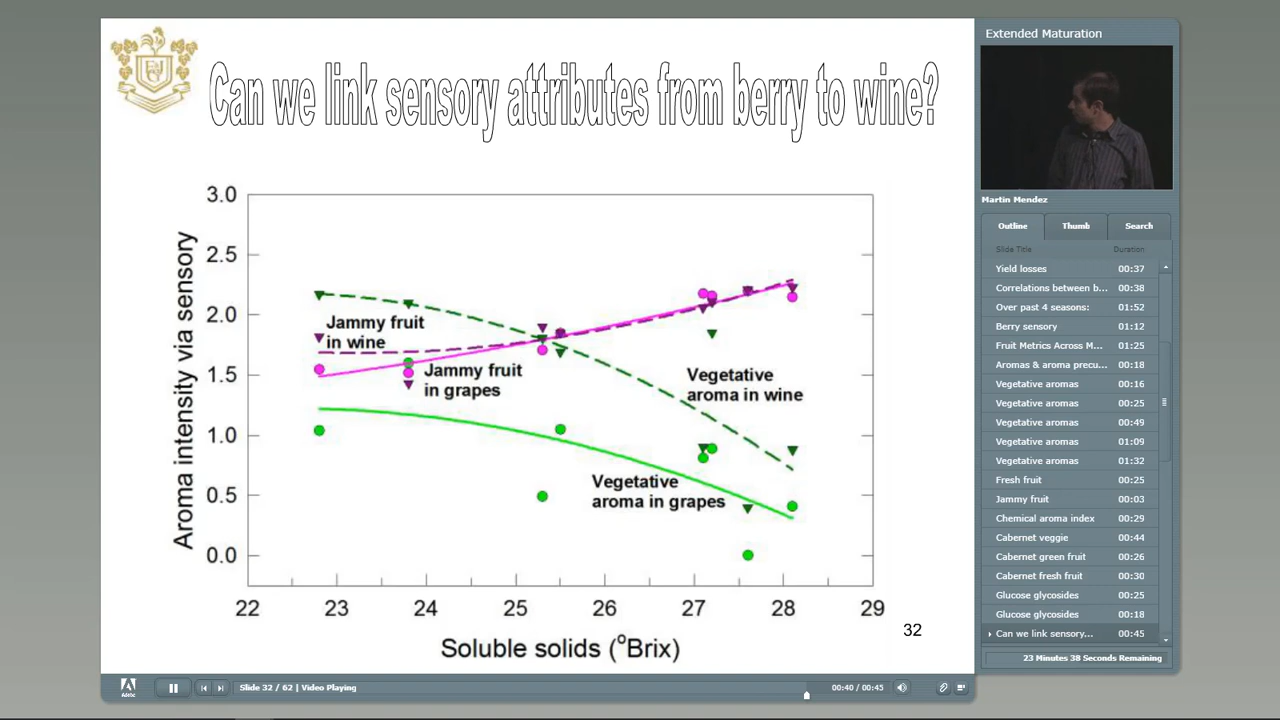 Can we link sensory attributes from berry to wine?
3.0
2.5
2.0
1.5
1.0
0.5
0.0
Aroma intensity via sensory
Jammy fruit
in wine
Jammy fruit
in grapes
Vegetative
aroma in wine
Vegetative
aroma in grapes
22 23 24 25 26 27 28 29
Soluble solids (°Brix)
32
Extended Maturation
Martin Mendez
Outline Thumb Search
Slide Title Duration
Yield losses 00:37
Correlations between b... 00:38
Over past 4 seasons: 01:52
Berry sensory 01:12
Fruit Metrics Across M... 01:25
Aromas & aroma precu... 00:18
Vegetative aromas 00:16
Vegetative aromas 00:25
Vegetative aromas 00:49
Vegetative aromas 01:09
Vegetative aromas 01:32
Fresh fruit 00:25
Jammy fruit 00:03
Chemical aroma index 00:29
Cabernet veggie 00:44
Cabernet green fruit 00:26
Cabernet fresh fruit 00:30
Glucose glycosides 00:25
Glucose glycosides 00:18
Can we link sensory... 00:45
23 Minutes 38 Seconds Remaining
Adobe
Slide 32 / 62 | Video Playing
00:40 / 00:45